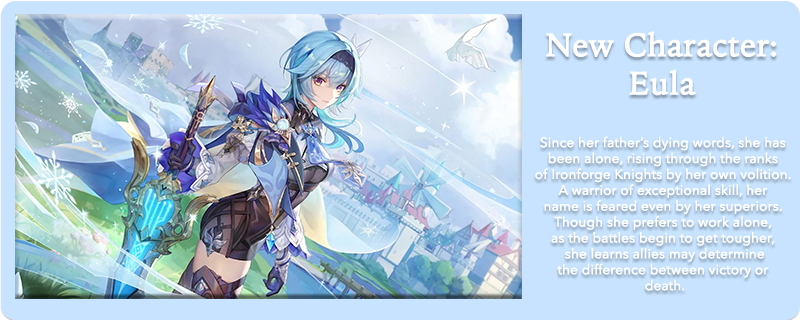 New Character:
Eula
Since her father's dying words, she has
been alone, rising through the ranks
of Ironforge Knights by her own volition.
A warrior of exceptional skill, her
name is feared even by her superiors.
Though she prefers to work alone,
as the battles begin to get tougher,
she learns allies may determine
the difference between victory or
death.